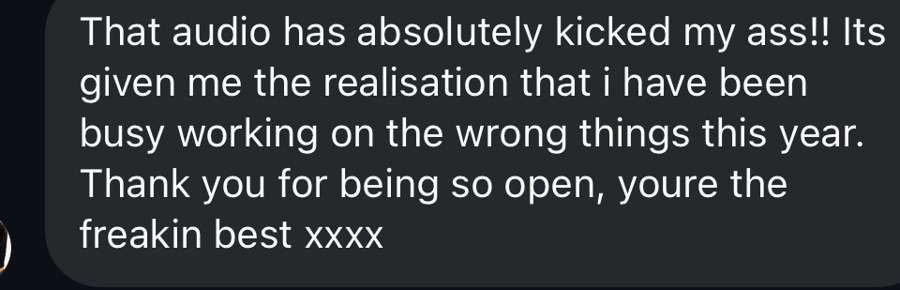 That audio has absolutely kicked my ass!! Its
given me the realisation that i have been
busy working on the wrong things this year.
Thank you for being so open, youre the
freakin best xxxx